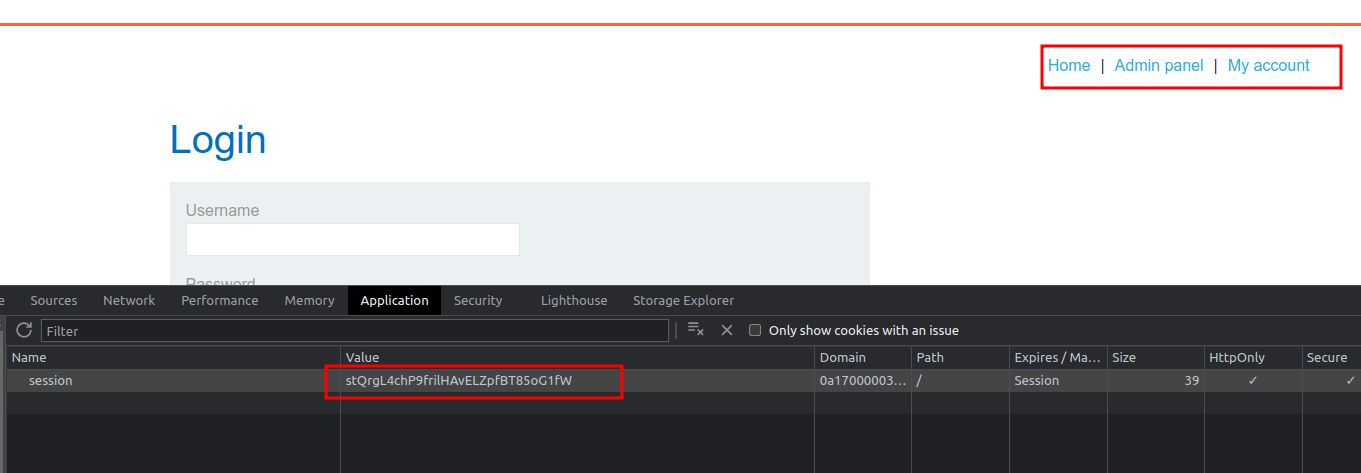 Home | Admin panel | My account
Login
Username
Password
e Sources Network Performance Memory Application Security Lighthouse Storage Explorer
Filter Only show cookies with an issue
Name Value Domain Path Expires / Ma... Size HttpOnly Secure
session stQrgL4chP9frilHAvELZpfBT85oG1fW 0a17000003... / Session 39 ✓ ✓